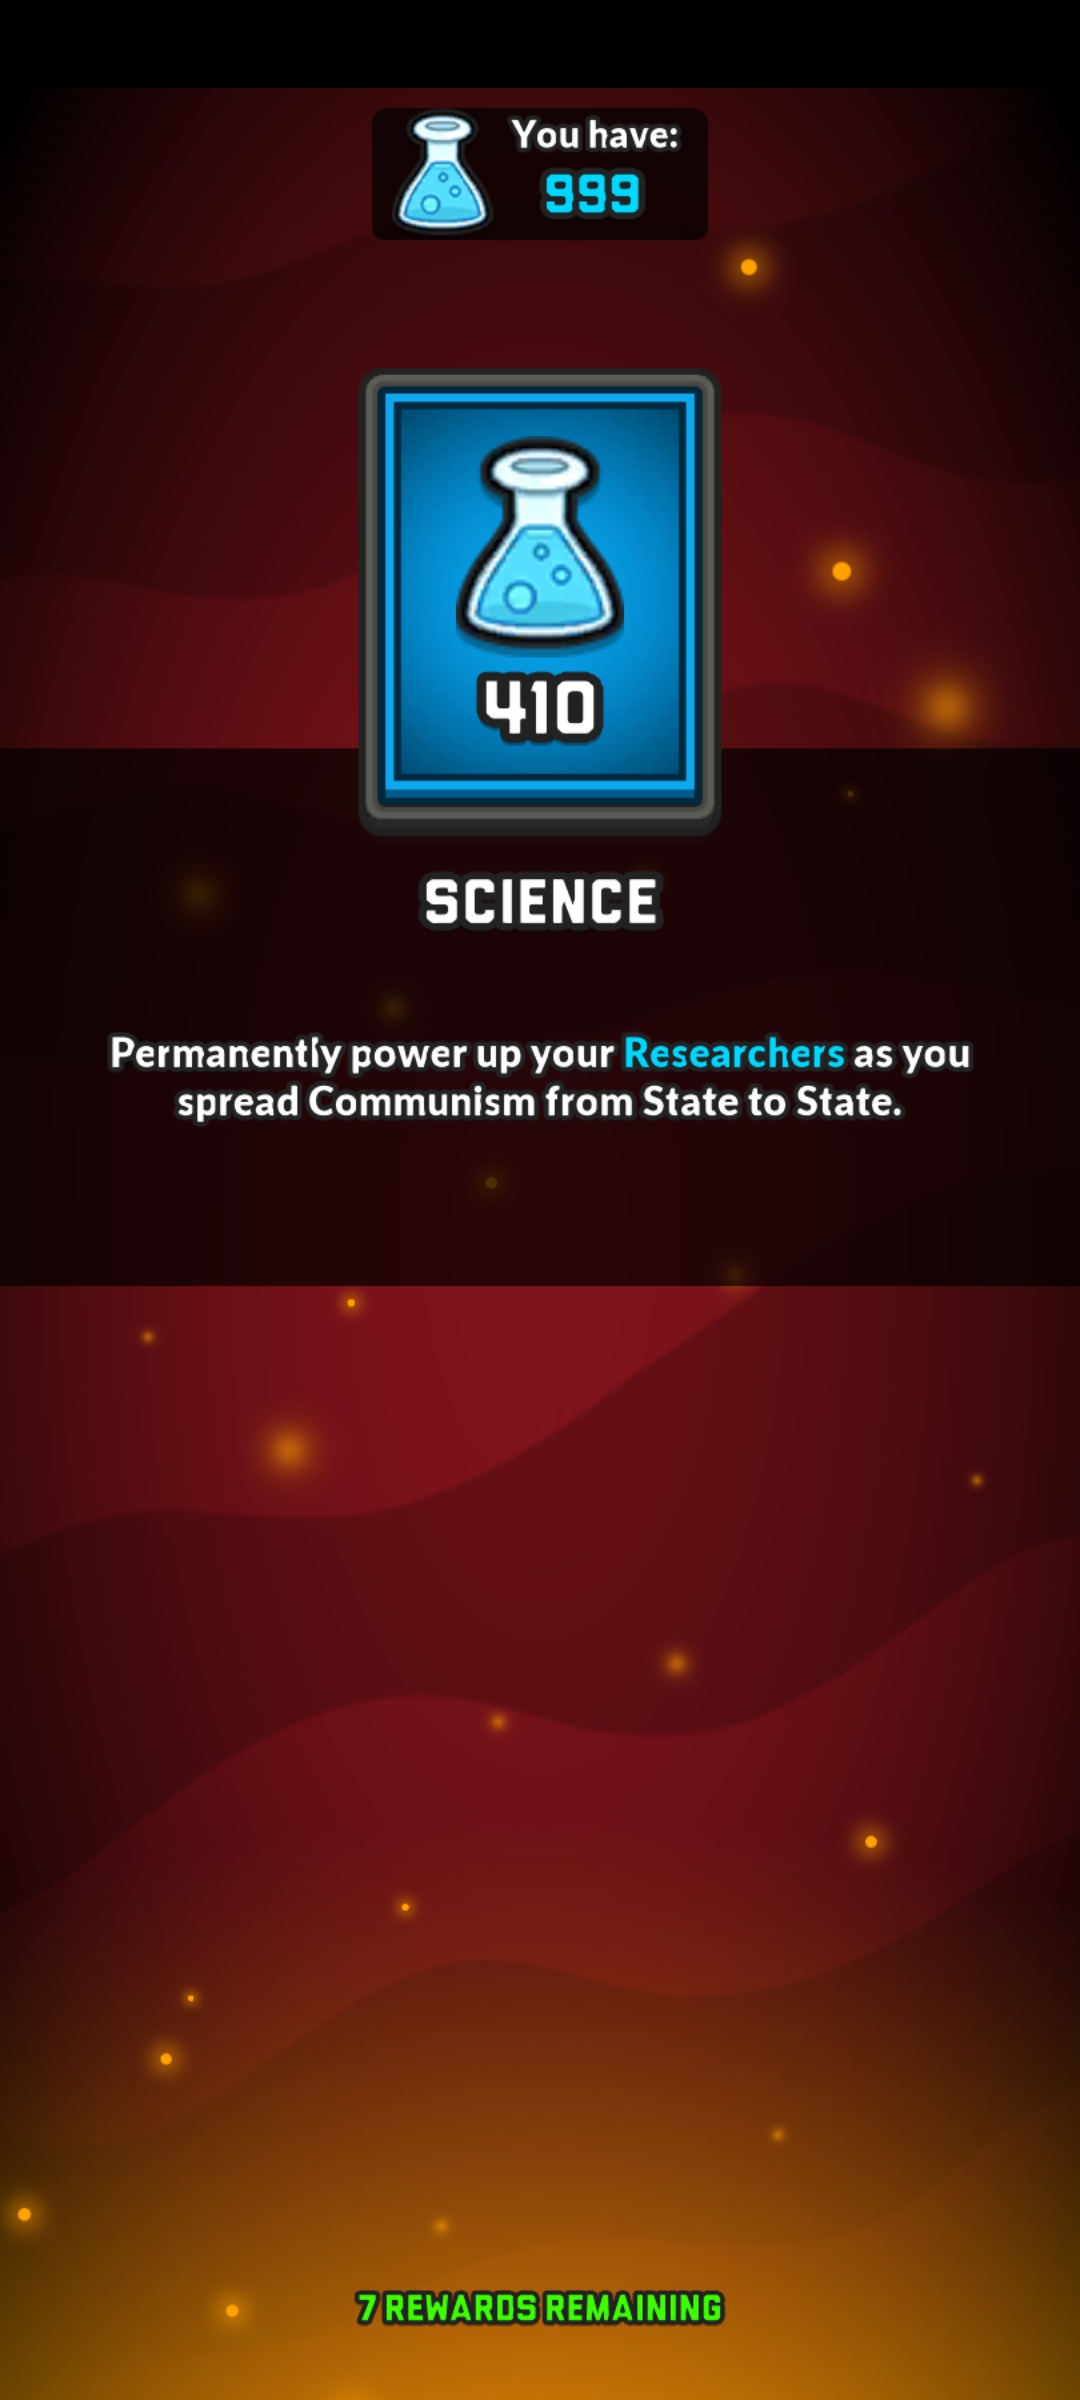 You have:
999
410
SCIENCE
Permanently power up your Researchers as you
spread Communism from State to State.
7 REWARDS REMAINING